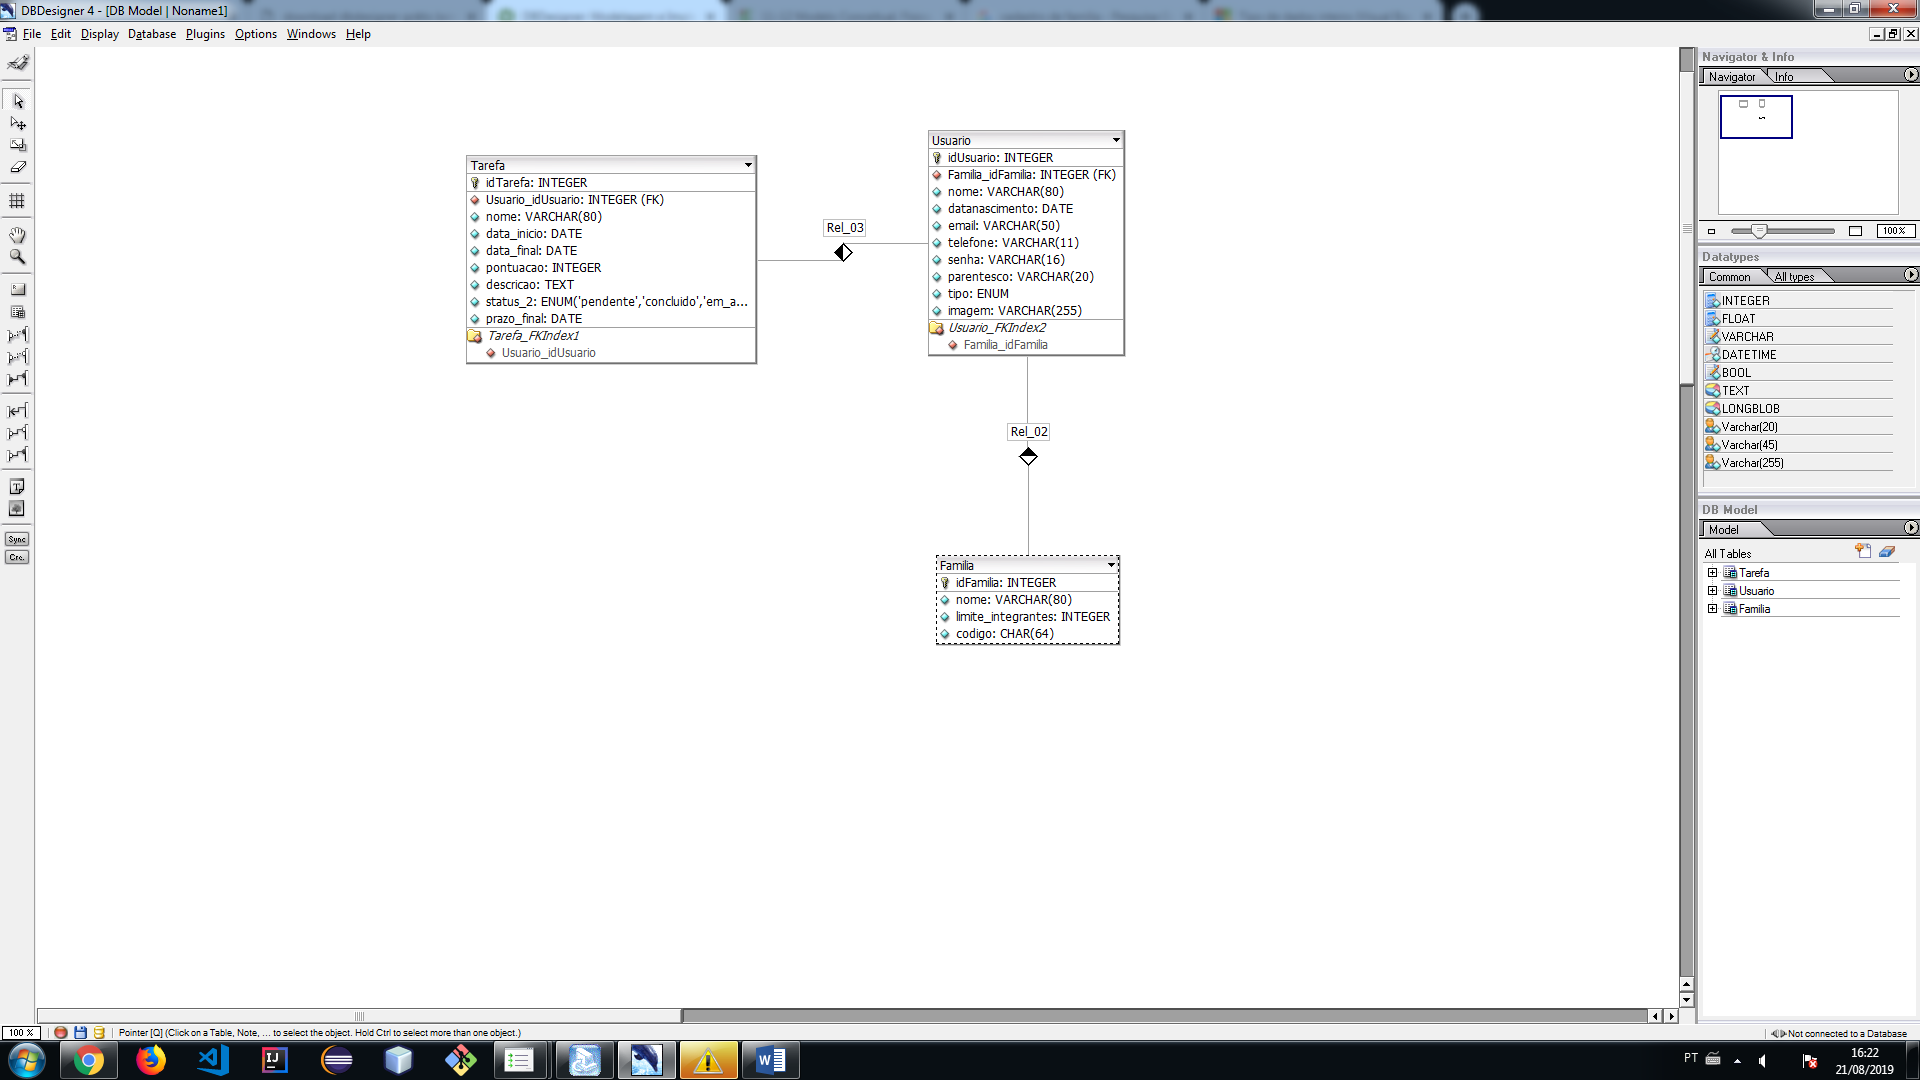 DBDesigner 4 - [DB Model | Noname1]
File Edit Display Database Plugins Options Windows Help
Navigator & Info
Navigator Info
100%
Datatypes
Common All types
INTEGER
FLOAT
VARCHAR
DATETIME
BOOL
TEXT
LONGBLOB
Varchar(20)
Varchar(45)
Varchar(255)
DB Model
Model
All Tables
Tarefa
Usuario
Familia
Tarefa
idTarefa: INTEGER
Usuario_idUsuario: INTEGER (FK)
nome: VARCHAR(80)
data_inicio: DATE
data_final: DATE
pontuacao: INTEGER
descricao: TEXT
status_2: ENUM('pendente','concluido','em_a...
prazo_final: DATE
Tarefa_FKIndex1
Usuario_idUsuario
Rel_03
Usuario
idUsuario: INTEGER
Familia_idFamilia: INTEGER (FK)
nome: VARCHAR(80)
datanascimento: DATE
email: VARCHAR(50)
telefone: VARCHAR(11)
senha: VARCHAR(16)
parentesco: VARCHAR(20)
tipo: ENUM
imagem: VARCHAR(255)
Usuario_FKIndex2
Familia_idFamilia
Rel_02
Familia
idFamilia: INTEGER
nome: VARCHAR(80)
limite_integrantes: INTEGER
codigo: CHAR(64)
Sync
100 %
Pointer [Q] (Click on a Table, Note, ... to select the object. Hold Ctrl to select more than one object.)
Not connected to a Database
PT
16:22
21/08/2019